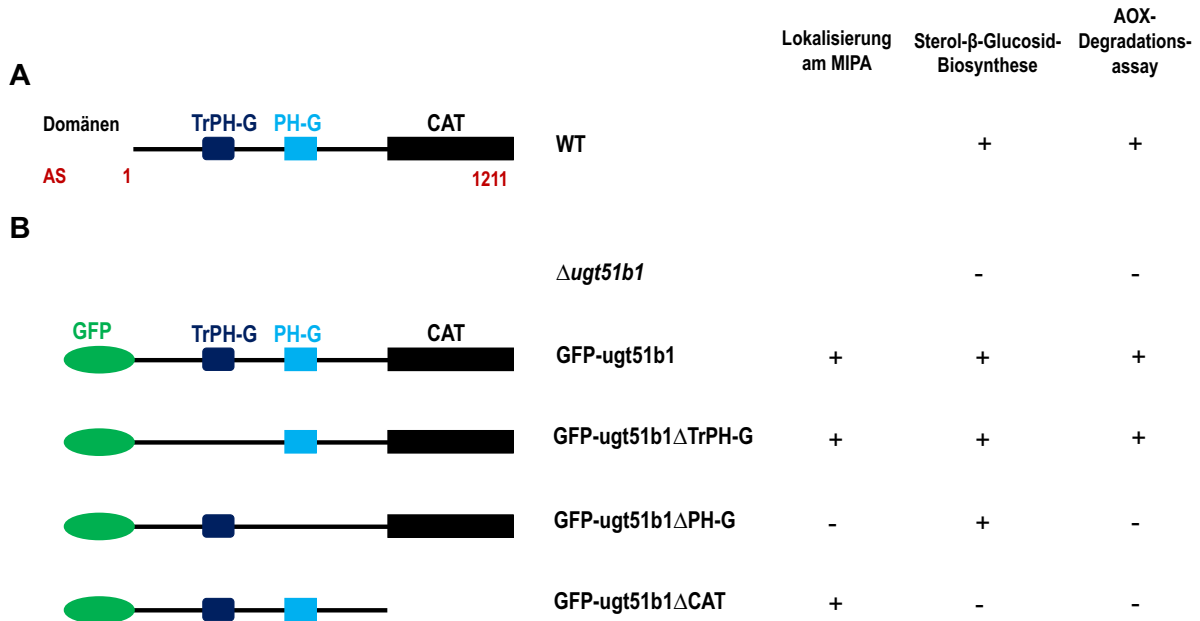 Lokalisierung
am MIPA
Sterol-β-Glucosid-
Biosynthese
AOX-
Degradations-
assay
A
Domänen TrPH-G PH-G CAT
WT + +
AS 1 1211
B
∆ugt51b1 - -
GFP TrPH-G PH-G CAT
GFP-ugt51b1 + + +
GFP-ugt51b1∆TrPH-G + + +
GFP-ugt51b1∆PH-G - + -
GFP-ugt51b1∆CAT + - -